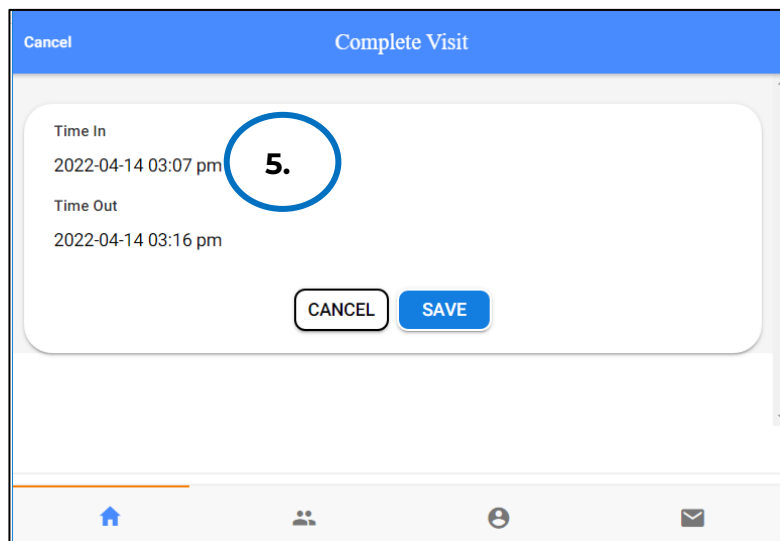 Cancel Complete Visit
Time In
2022-04-14 03:07 pm
5.
Time Out
2022-04-14 03:16 pm
CANCEL SAVE